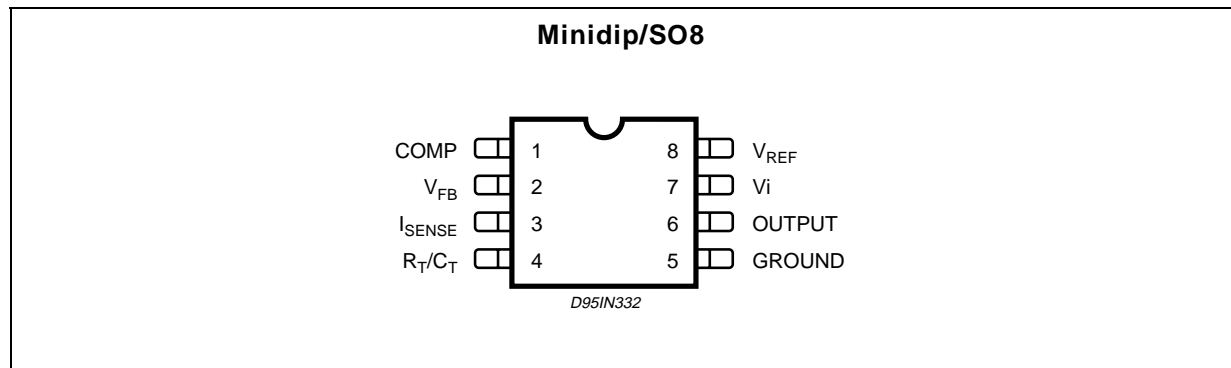 Minidip/SO8
COMP 1 8 VREF
VFB 2 7 Vi
ISENSE 3 6 OUTPUT
RT/CT 4 5 GROUND
D95IN332